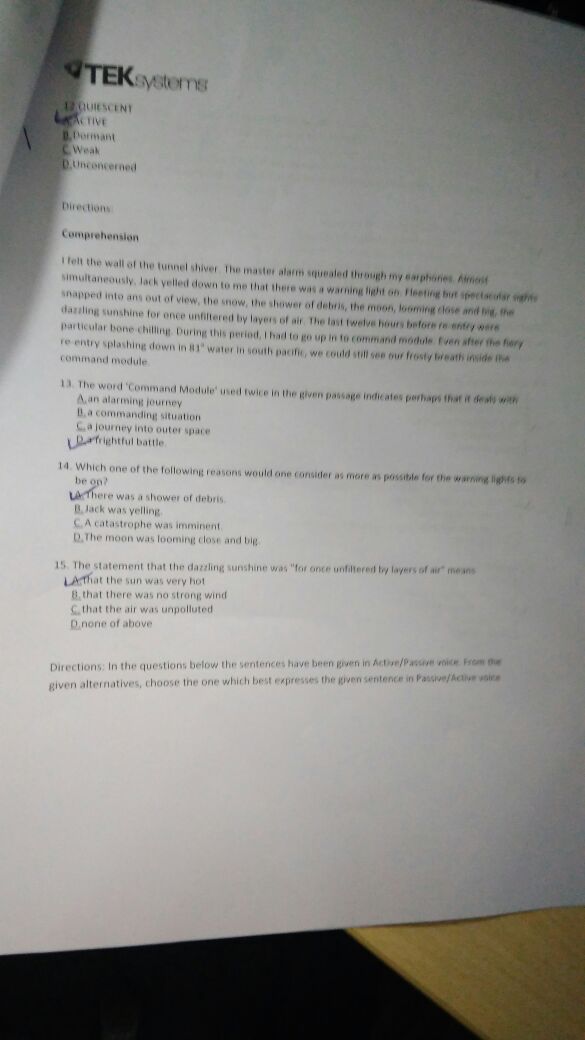 TEKsystems
12.QUIESCENT
A.ACTIVE
B.Dormant
C.Weak
D.Unconcerned
Directions:
Comprehension
I felt the wall of the tunnel shiver. The master alarm squealed through my earphones. Almost
simultaneously, Jack yelled down to me that there was a warning light on. Fleeting but spectacular sights
snapped into ans out of view, the snow, the shower of debris, the moon, looming close and big, the
dazzling sunshine for once unfiltered by layers of air. The last twelve hours before re-entry were
particular bone-chilling. During this period, I had to go up in to command module. Even after the fiery
re-entry splashing down in 81° water in south pacific, we could still see our frosty breath inside the
command module.
13. The word 'Command Module' used twice in the given passage indicates perhaps that it deals with
A.an alarming journey
B.a commanding situation
C.a journey into outer space
D.a frightful battle.
14. Which one of the following reasons would one consider as more as possible for the warning lights to
be on?
A.There was a shower of debris.
B.Jack was yelling.
C.A catastrophe was imminent.
D.The moon was looming close and big.
15. The statement that the dazzling sunshine was "for once unfiltered by layers of air" means
A.that the sun was very hot
B.that there was no strong wind
C.that the air was unpolluted
D.none of above
Directions: In the questions below the sentences have been given in Active/Passive voice. From the
given alternatives, choose the one which best expresses the given sentence in Passive/Active voice